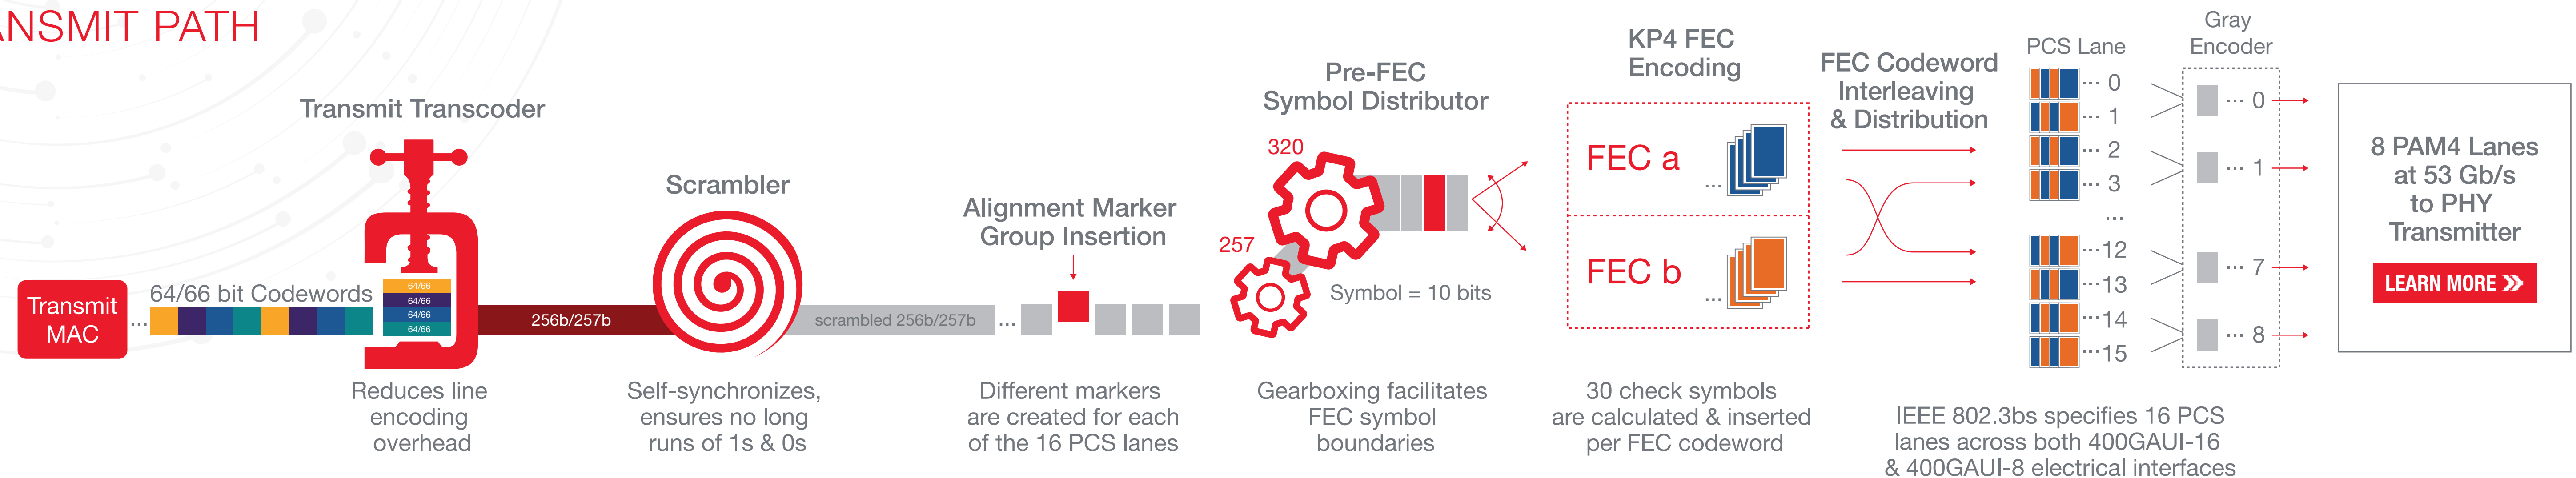 ANSMIT PATH
Transmit
MAC
...
64/66 bit Codewords
Transmit Transcoder
64/66
64/66
64/66
64/66
Reduces line
encoding
overhead
256b/257b
Scrambler
Self-synchronizes,
ensures no long
runs of 1s & 0s
scrambled 256b/257b
...
Alignment Marker
Group Insertion
Different markers
are created for each
of the 16 PCS lanes
Pre-FEC
Symbol Distributor
320
257
Symbol = 10 bits
Gearboxing facilitates
FEC symbol
boundaries
KP4 FEC
Encoding
FEC a
...
FEC b
...
30 check symbols
are calculated & inserted
per FEC codeword
FEC Codeword
Interleaving
& Distribution
PCS Lane
... 0
... 1
... 2
... 3
...
...12
...13
...14
...15
Gray
Encoder
... 0
... 1
... 7
... 8
IEEE 802.3bs specifies 16 PCS
lanes across both 400GAUI-16
& 400GAUI-8 electrical interfaces
8 PAM4 Lanes
at 53 Gb/s
to PHY
Transmitter
LEARN MORE